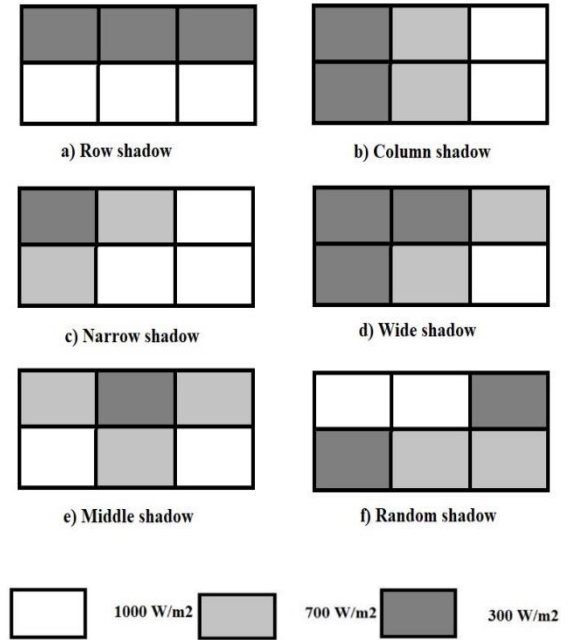 a) Row shadow
b) Column shadow
c) Narrow shadow
d) Wide shadow
e) Middle shadow
f) Random shadow
1000 W/m2
700 W/m2
300 W/m2